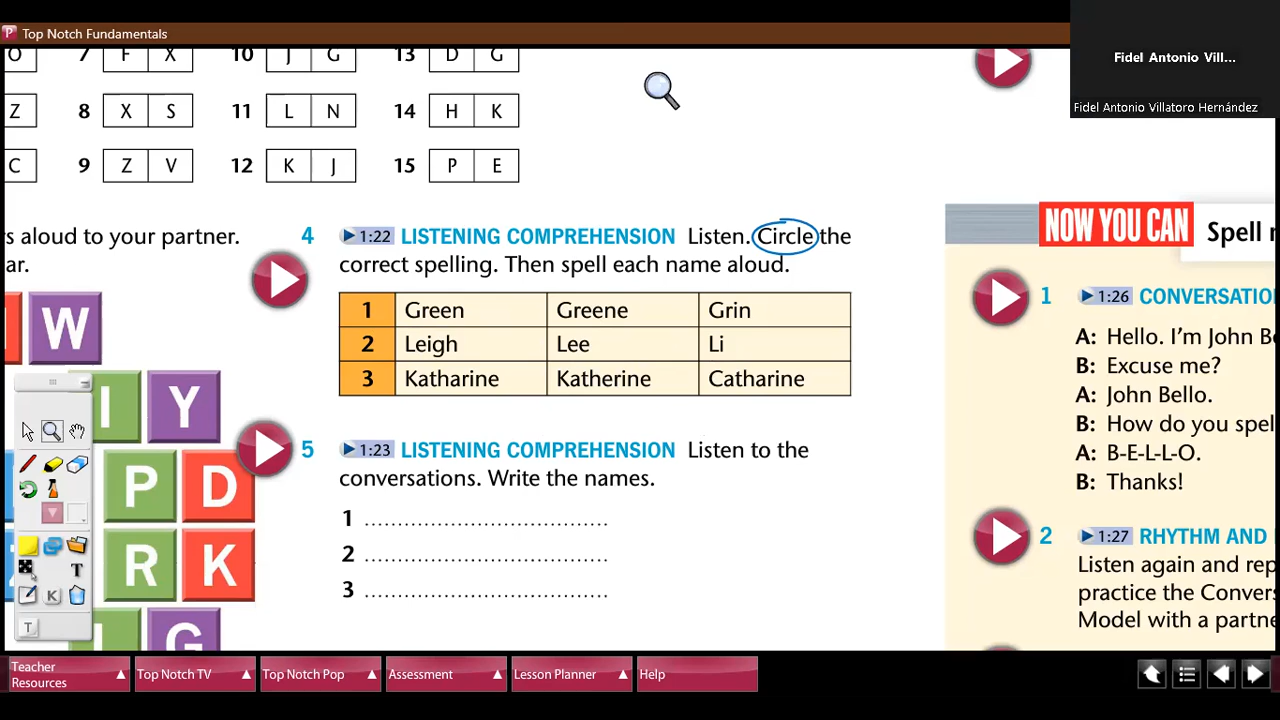 Top Notch Fundamentals
Fidel Antonio Vill...
Fidel Antonio Villatoro Hernández
O 7 F X 10 J G 13 D G
Z 8 X S 11 L N 14 H K
C 9 Z V 12 K J 15 P E
s aloud to your partner.
ar.
W
I Y
P D
R K
G
4 1:22 LISTENING COMPREHENSION Listen. Circle the
correct spelling. Then spell each name aloud.
1 Green Greene Grin
2 Leigh Lee Li
3 Katharine Katherine Catharine
5 1:23 LISTENING COMPREHENSION Listen to the
conversations. Write the names.
1 ....................................
2 ....................................
3 ....................................
NOW YOU CAN Spell
1 1:26 CONVERSATIO
A: Hello. I'm John B
B: Excuse me?
A: John Bello.
B: How do you spel
A: B-E-L-L-O.
B: Thanks!
2 1:27 RHYTHM AND
Listen again and rep
practice the Convers
Model with a partne
T
K
T
Teacher
Resources
Top Notch TV
Top Notch Pop
Assessment
Lesson Planner
Help